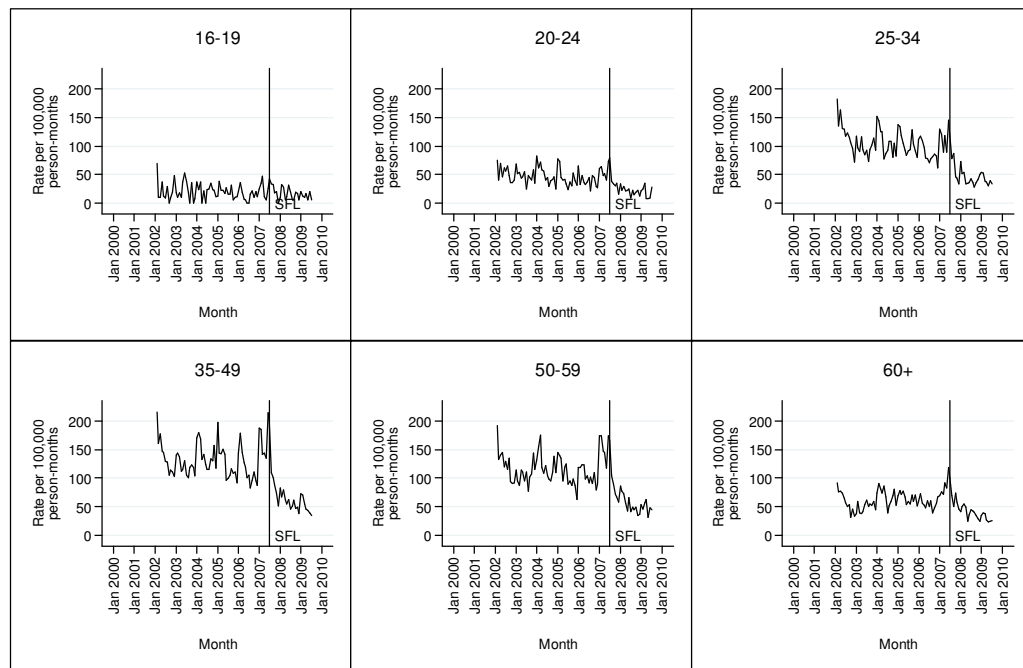 16-19
Rate per 100,000
person-months
200
150
100
50
0
SFL
Jan 2000
Jan 2001
Jan 2002
Jan 2003
Jan 2004
Jan 2005
Jan 2006
Jan 2007
Jan 2008
Jan 2009
Jan 2010
Month
20-24
Rate per 100,000
person-months
200
150
100
50
0
SFL
Jan 2000
Jan 2001
Jan 2002
Jan 2003
Jan 2004
Jan 2005
Jan 2006
Jan 2007
Jan 2008
Jan 2009
Jan 2010
Month
25-34
Rate per 100,000
person-months
200
150
100
50
0
SFL
Jan 2000
Jan 2001
Jan 2002
Jan 2003
Jan 2004
Jan 2005
Jan 2006
Jan 2007
Jan 2008
Jan 2009
Jan 2010
Month
35-49
Rate per 100,000
person-months
200
150
100
50
0
SFL
Jan 2000
Jan 2001
Jan 2002
Jan 2003
Jan 2004
Jan 2005
Jan 2006
Jan 2007
Jan 2008
Jan 2009
Jan 2010
Month
50-59
Rate per 100,000
person-months
200
150
100
50
0
SFL
Jan 2000
Jan 2001
Jan 2002
Jan 2003
Jan 2004
Jan 2005
Jan 2006
Jan 2007
Jan 2008
Jan 2009
Jan 2010
Month
60+
Rate per 100,000
person-months
200
150
100
50
0
SFL
Jan 2000
Jan 2001
Jan 2002
Jan 2003
Jan 2004
Jan 2005
Jan 2006
Jan 2007
Jan 2008
Jan 2009
Jan 2010
Month